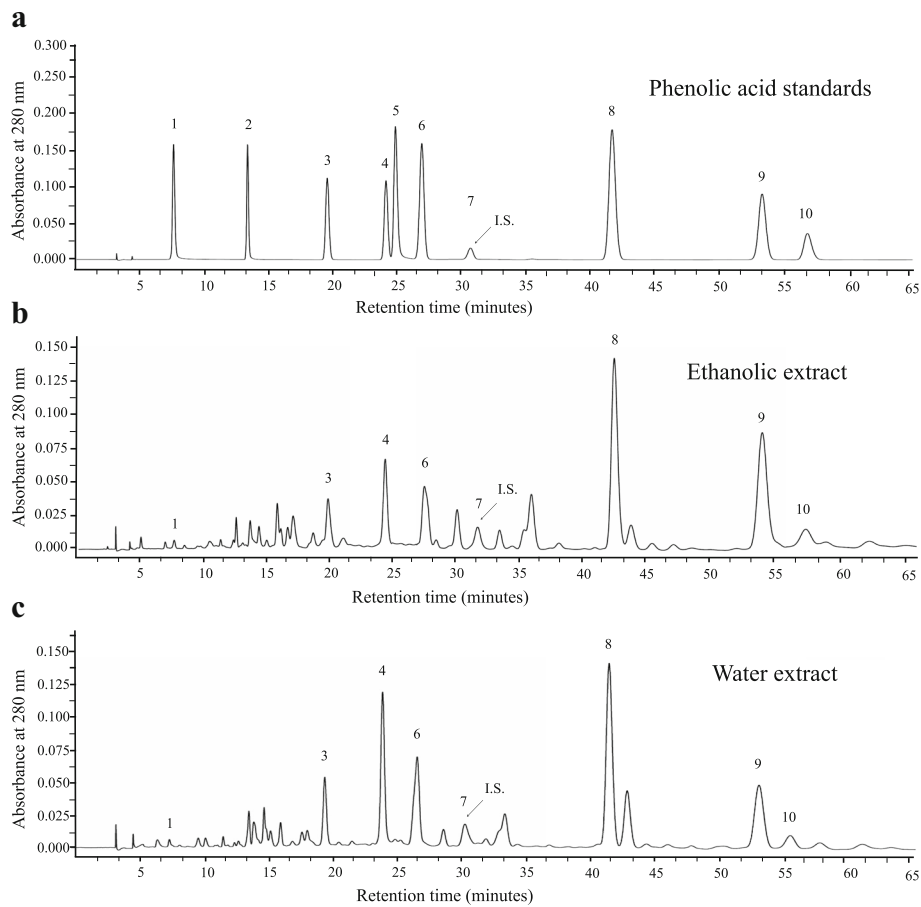 a
0.300
0.250
0.200
0.150
0.100
0.050
0.000
Absorbance at 280 nm
Phenolic acid standards
1
2
3
4
5
6
7
I.S.
8
9
10
5 10 15 20 25 30 35 40 45 50 55 60 65
Retention time (minutes)
b
0.150
0.125
0.100
0.075
0.050
0.025
0.000
Absorbance at 280 nm
Ethanolic extract
1
3
4
6
7
I.S.
8
9
10
5 10 15 20 25 30 35 40 45 50 55 60 65
Retention time (minutes)
c
0.150
0.125
0.100
0.075
0.050
0.025
0.000
Absorbance at 280 nm
Water extract
1
3
4
6
7
I.S.
8
9
10
5 10 15 20 25 30 35 40 45 50 55 60 65
Retention time (minutes)